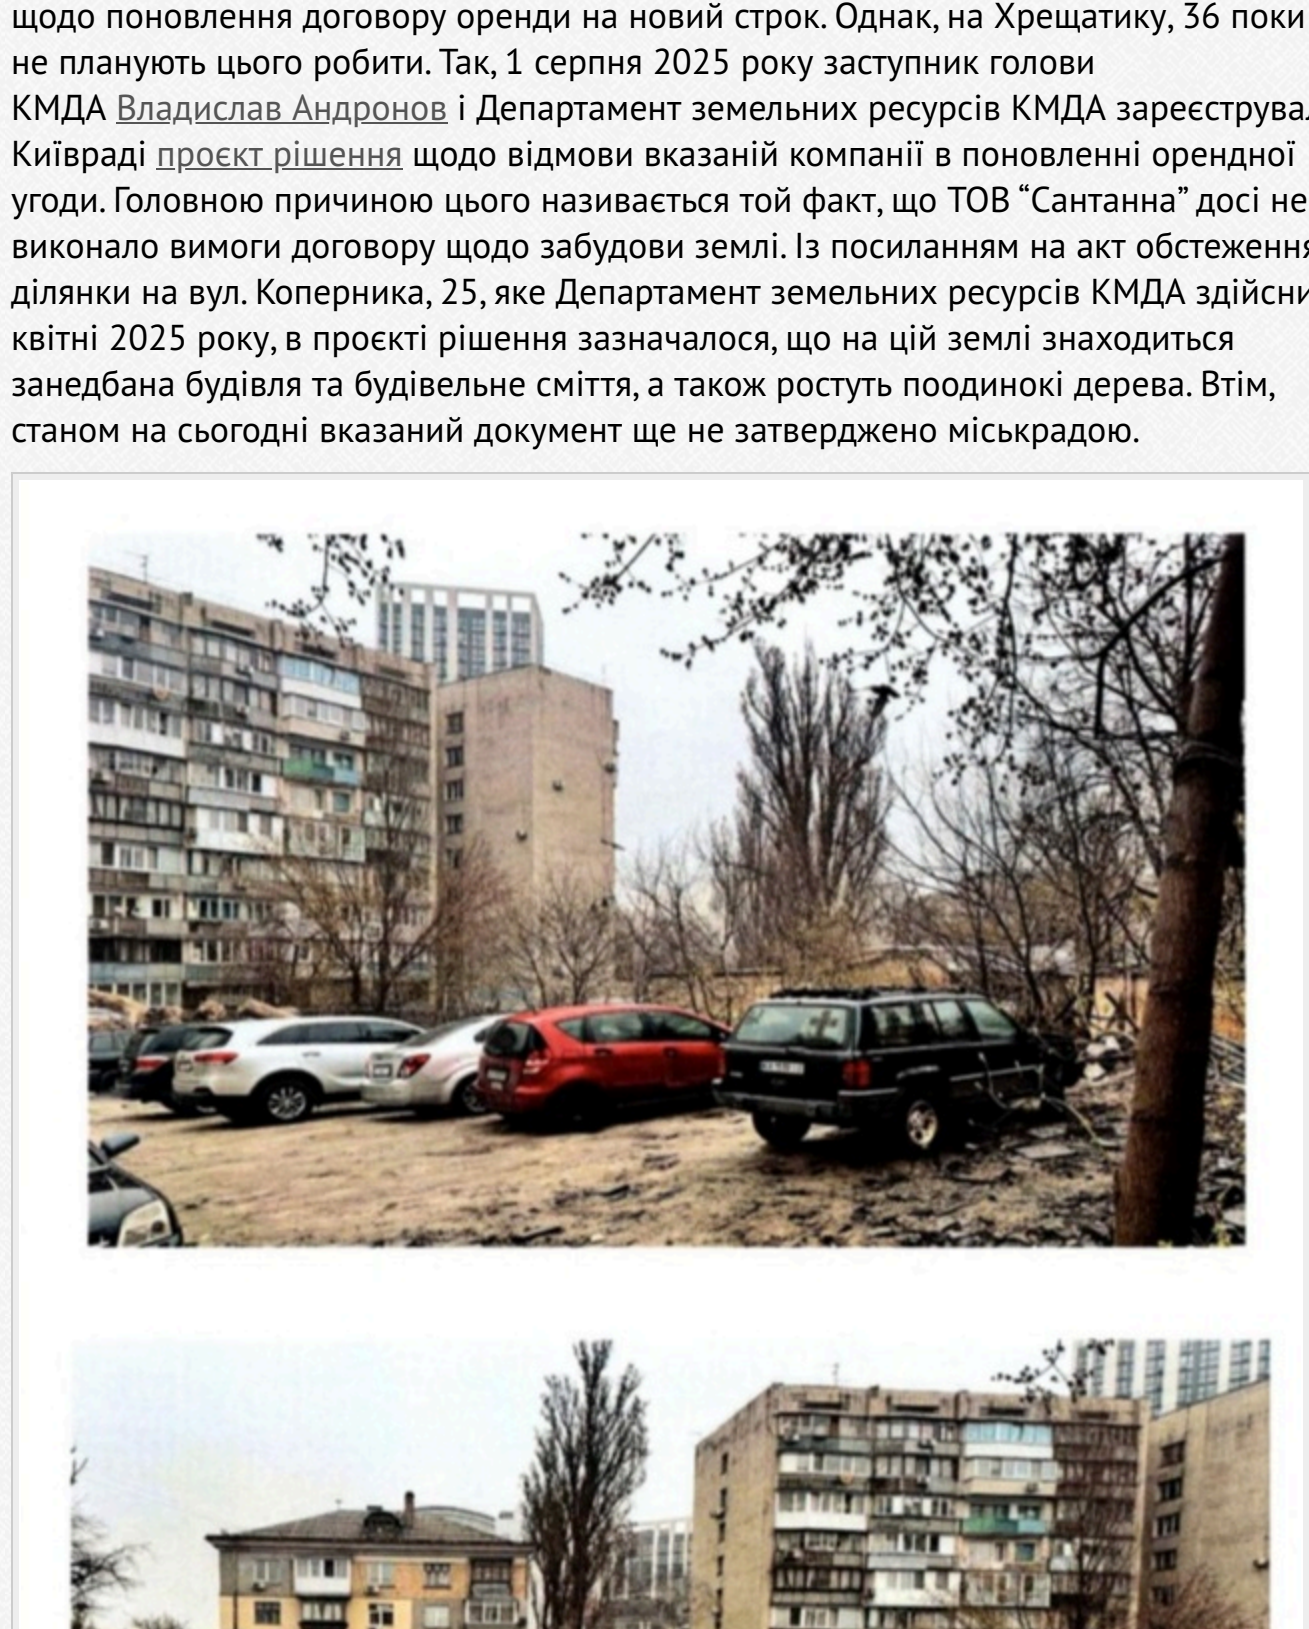 щодо поновлення договору оренди на новий строк. Однак, на Хрещатику, 36 поки
не планують цього робити. Так, 1 серпня 2025 року заступник голови
КМДА Владислав Андронов і Департамент земельних ресурсів КМДА зареєструвал
Київраді проєкт рішення щодо відмови вказаній компанії в поновленні орендної
угоди. Головною причиною цього називається той факт, що ТОВ “Сантанна” досі не
виконало вимоги договору щодо забудови землі. Із посиланням на акт обстеження
ділянки на вул. Коперника, 25, яке Департамент земельних ресурсів КМДА здійсни
квітні 2025 року, в проєкті рішення зазначалося, що на цій землі знаходиться
занедбана будівля та будівельне сміття, а також ростуть поодинокі дерева. Втім,
станом на сьогодні вказаний документ ще не затверджено міськрадою.